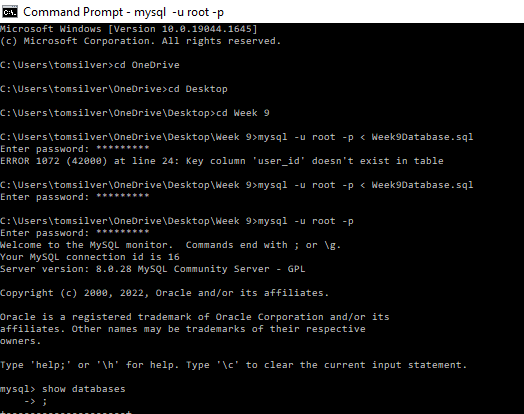 Command Prompt - mysql -u root -p
Microsoft Windows [Version 10.0.19044.1645]
(c) Microsoft Corporation. All rights reserved.
C:\Users\tomsilver>cd OneDrive
C:\Users\tomsilver\OneDrive>cd Desktop
C:\Users\tomsilver\OneDrive\Desktop>cd Week 9
C:\Users\tomsilver\OneDrive\Desktop\Week 9>mysql -u root -p < Week9Database.sql
Enter password: *********
ERROR 1072 (42000) at line 24: Key column 'user_id' doesn't exist in table
C:\Users\tomsilver\OneDrive\Desktop\Week 9>mysql -u root -p < Week9Database.sql
Enter password: *********
C:\Users\tomsilver\OneDrive\Desktop\Week 9>mysql -u root -p
Enter password: *********
Welcome to the MySQL monitor.  Commands end with ; or \g.
Your MySQL connection id is 16
Server version: 8.0.28 MySQL Community Server - GPL
Copyright (c) 2000, 2022, Oracle and/or its affiliates.
Oracle is a registered trademark of Oracle Corporation and/or its
affiliates. Other names may be trademarks of their respective
owners.
Type 'help;' or '\h' for help. Type '\c' to clear the current input statement.
mysql> show databases
    -> ;
+--------------------+